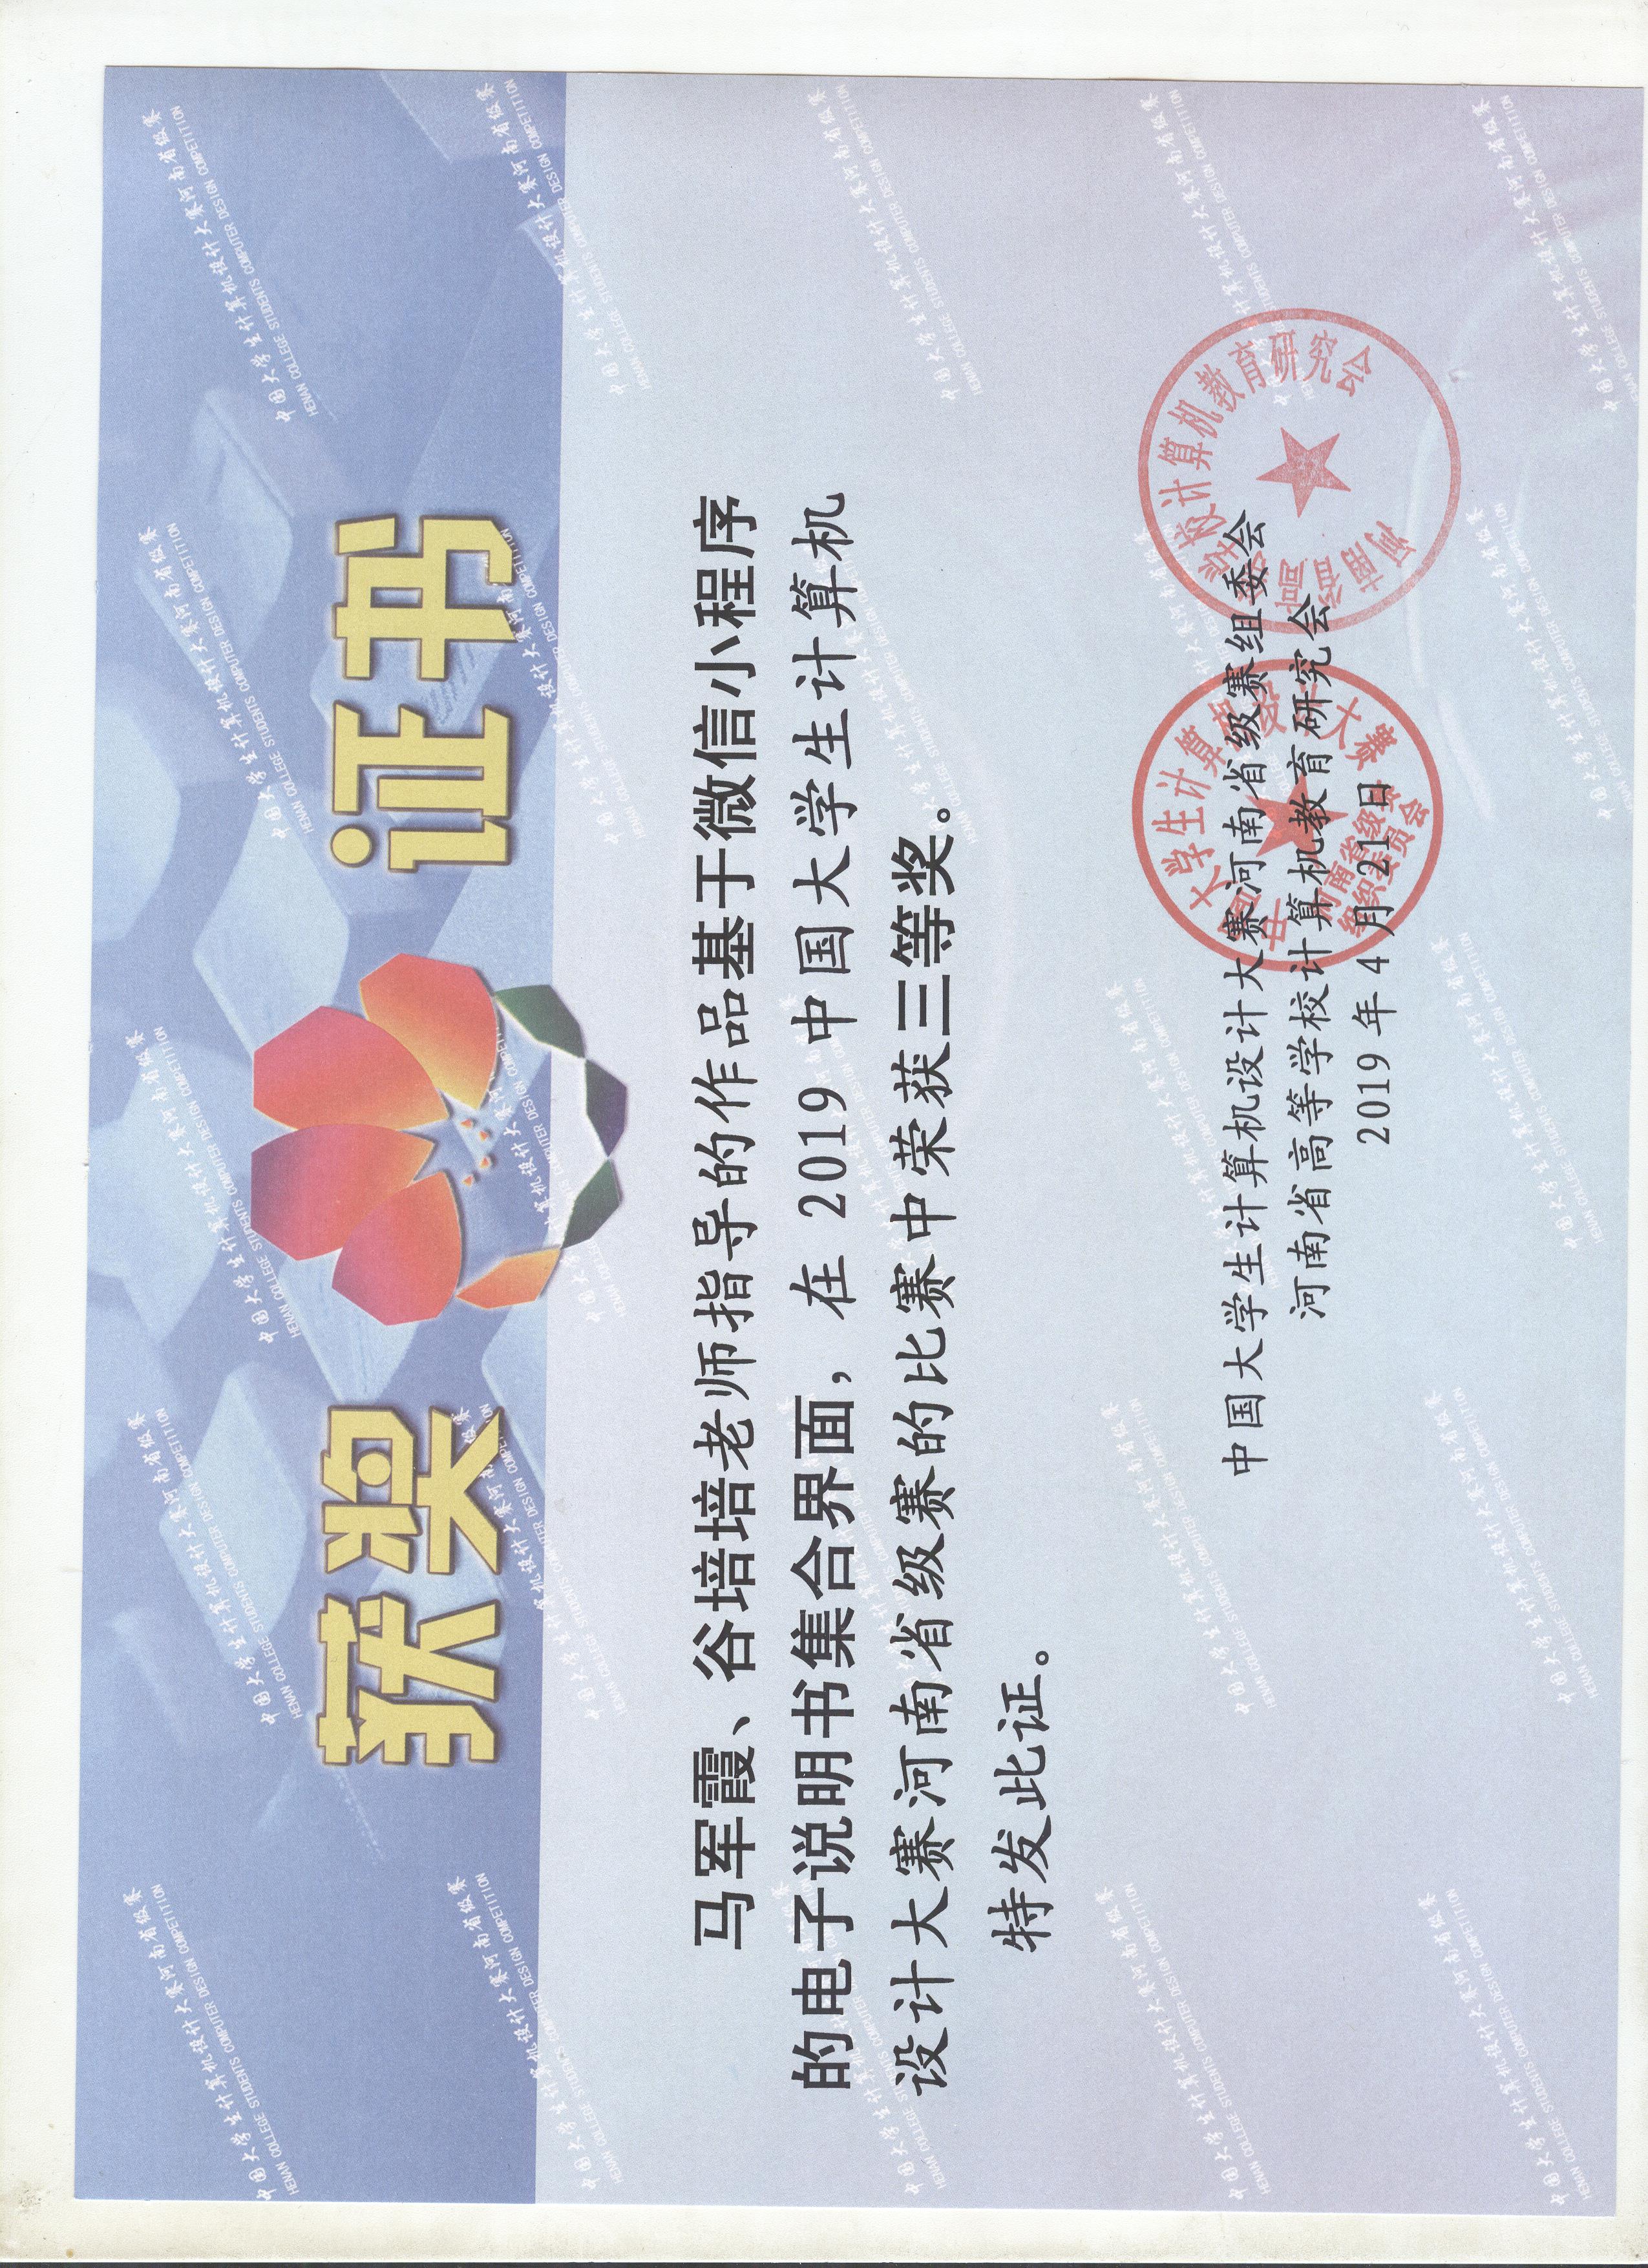 获奖 证书
马军霞、谷培培老师指导的作品基于微信小程序
的电子说明书集合界面，在 2019 中国大学生计算机
设计大赛河南省级赛的比赛中荣获三等奖。
特发此证。
中国大学生计算机设计大赛河南省级赛组委会
河南省高等学校计算机教育研究会
2019 年 4 月 21 日
中国大学生计算机设计大赛
河南省级赛
组织委员会
河南省高等学校计算机教育研究会
中国大学生计算机设计大赛河南省级赛
HENAN COLLEGE STUDENTS COMPUTER DESIGN COMPETITION